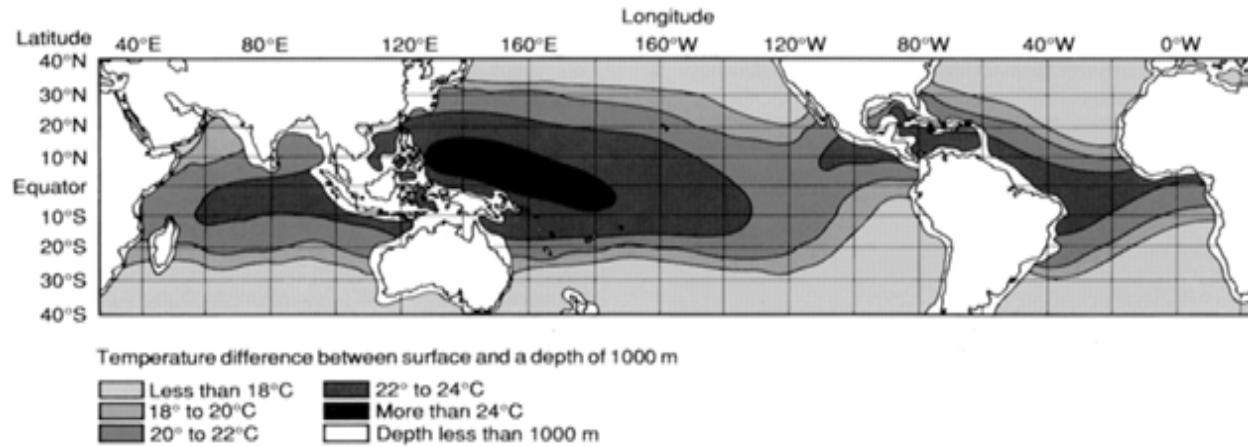 Longitude
Latitude 40°E 80°E 120°E 160°E 160°W 120°W 80°W 40°W 0°W
40°N
30°N
20°N
10°N
Equator
10°S
20°S
30°S
40°S
Temperature difference between surface and a depth of 1000 m
Less than 18°C 22° to 24°C
18° to 20°C More than 24°C
20° to 22°C Depth less than 1000 m